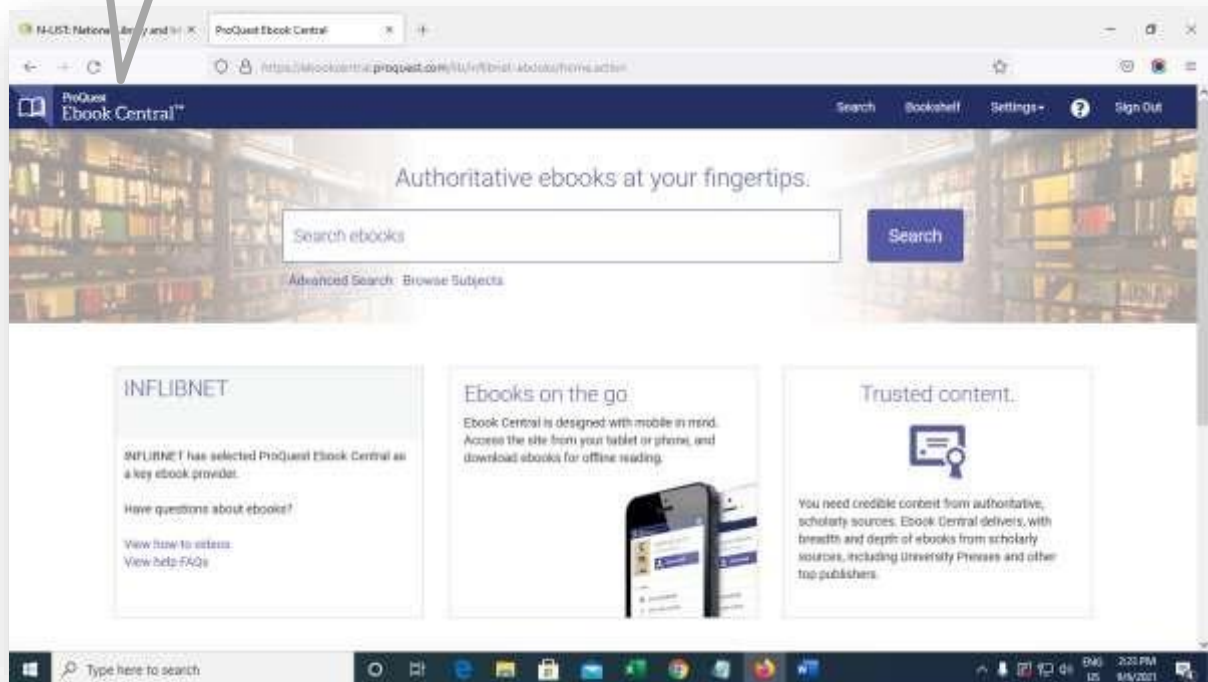 N-LIST: National Library and
ProQuest Ebook Central
ProQuest
Ebook Central™
Search Bookshelf Settings Sign Out
Authoritative ebooks at your fingertips.
Search ebooks
Search
Advanced Search Browse Subjects
INFLIBNET
INFLIBNET has selected ProQuest Ebook Central as
a key ebook provider.
Have questions about ebooks?
View how-to videos
View help FAQs
Ebooks on the go
Ebook Central is designed with mobile in mind.
Access the site from your tablet or phone, and
download ebooks for offline reading.
Trusted content.
You need credible content from authoritative,
scholarly sources. Ebook Central delivers, with
breadth and depth of ebooks from scholarly
sources, including University Presses and other
top publishers.
Type here to search
ENG
US